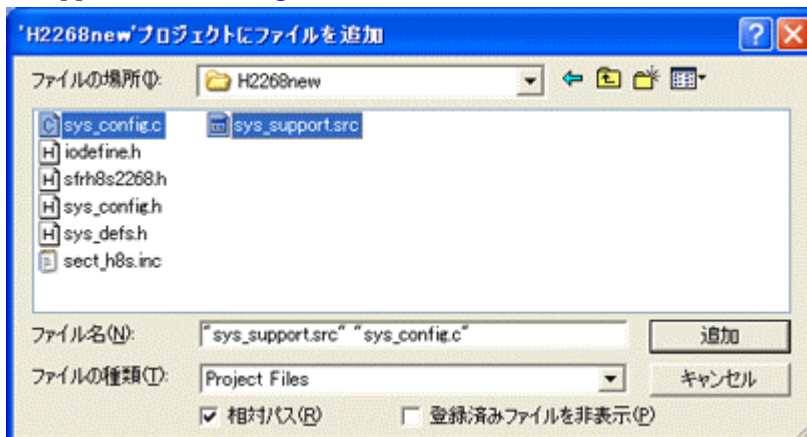 'H2268new'プロジェクトにファイルを追加
ファイルの場所(I): H2268new
sys_config.c sys_support.src
iodefine.h
sfrh8s2268.h
sys_config.h
sys_defs.h
sect_h8s.inc
ファイル名(N): "sys_support.src" "sys_config.c" 追加
ファイルの種類(T): Project Files キャンセル
相対パス(R) 登録済みファイルを非表示(P)